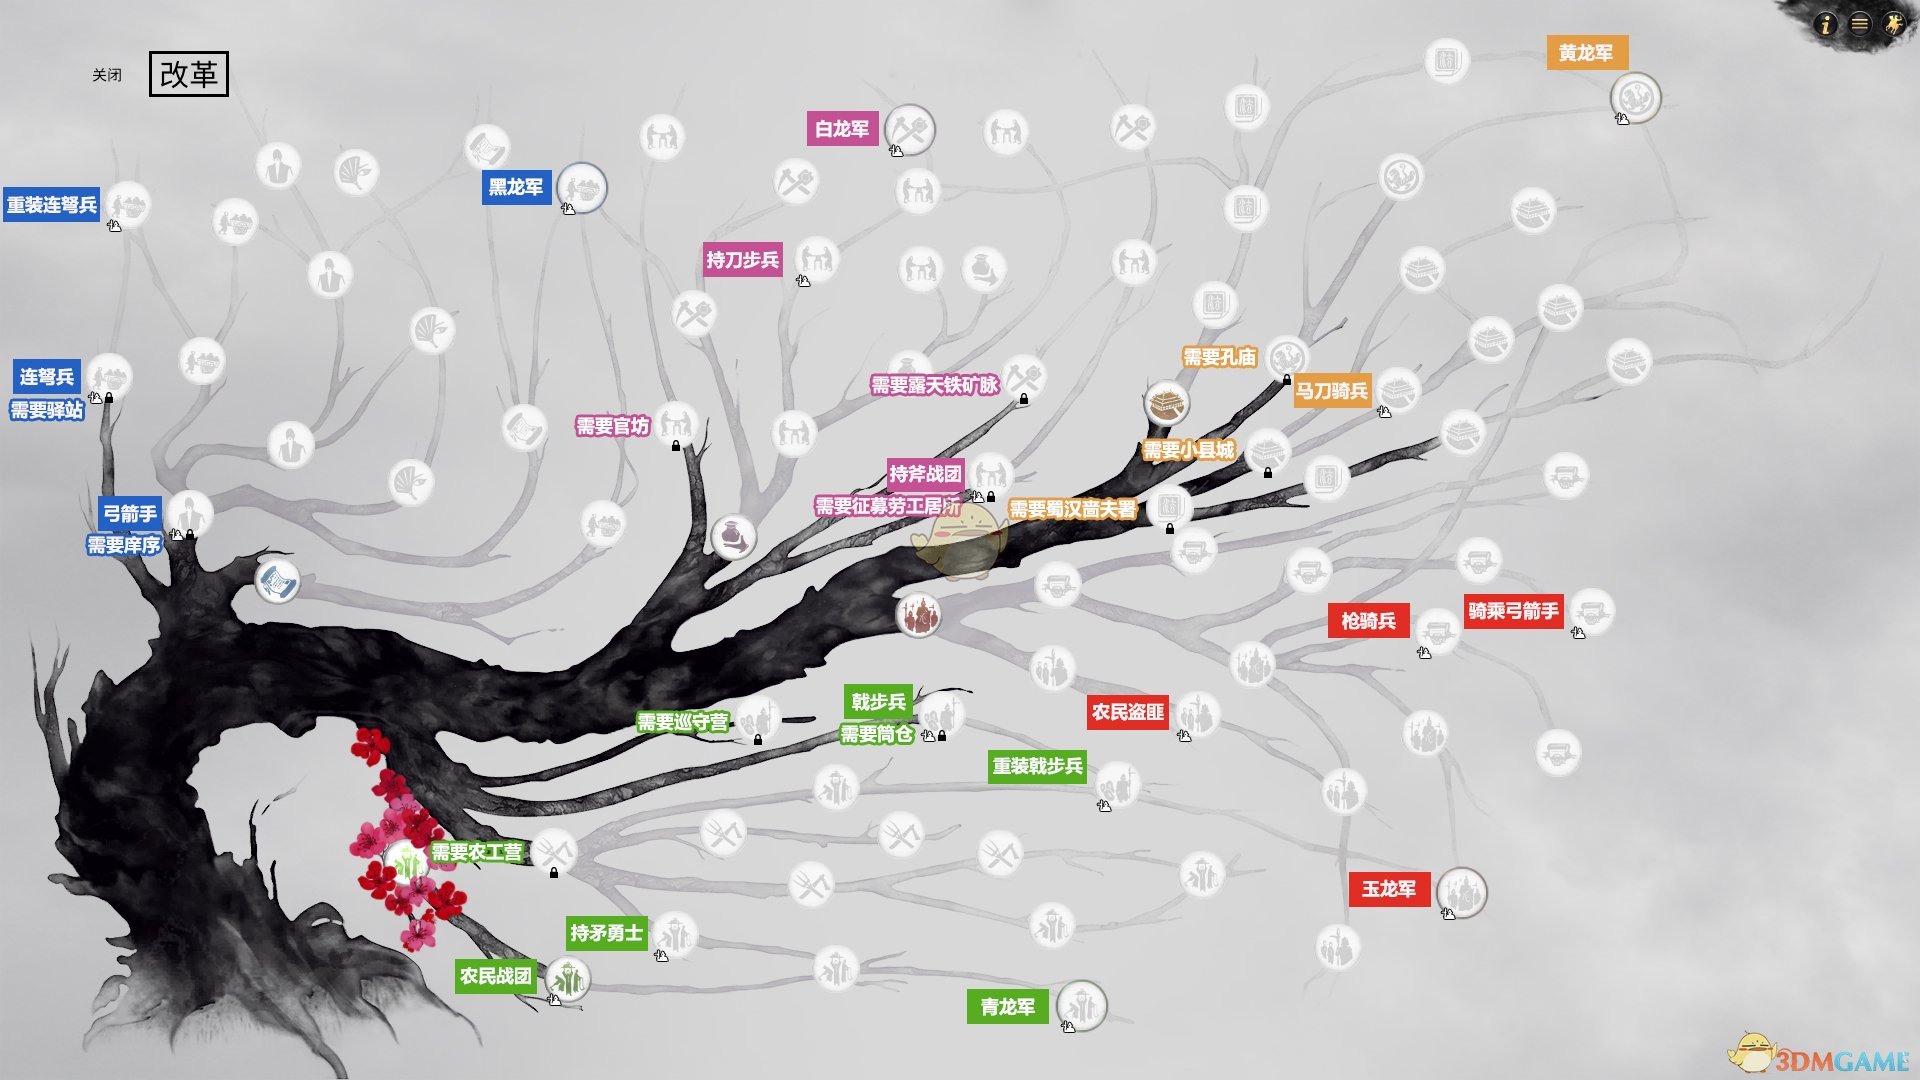 关闭
改革
黄龙军
白龙军
黑龙军
重装连弩兵
持刀步兵
需要孔庙
连弩兵
需要驿站
需要露天铁矿脉
马刀骑兵
需要官坊
需要小县城
持斧战团
需要征募劳工居所
需要蜀汉啬夫署
弓箭手
需要庠序
枪骑兵
骑乘弓箭手
戟步兵
需要筒仓
需要巡守营
农民盗匪
重装戟步兵
需要农工营
玉龙军
持矛勇士
农民战团
青龙军
3DMGAME